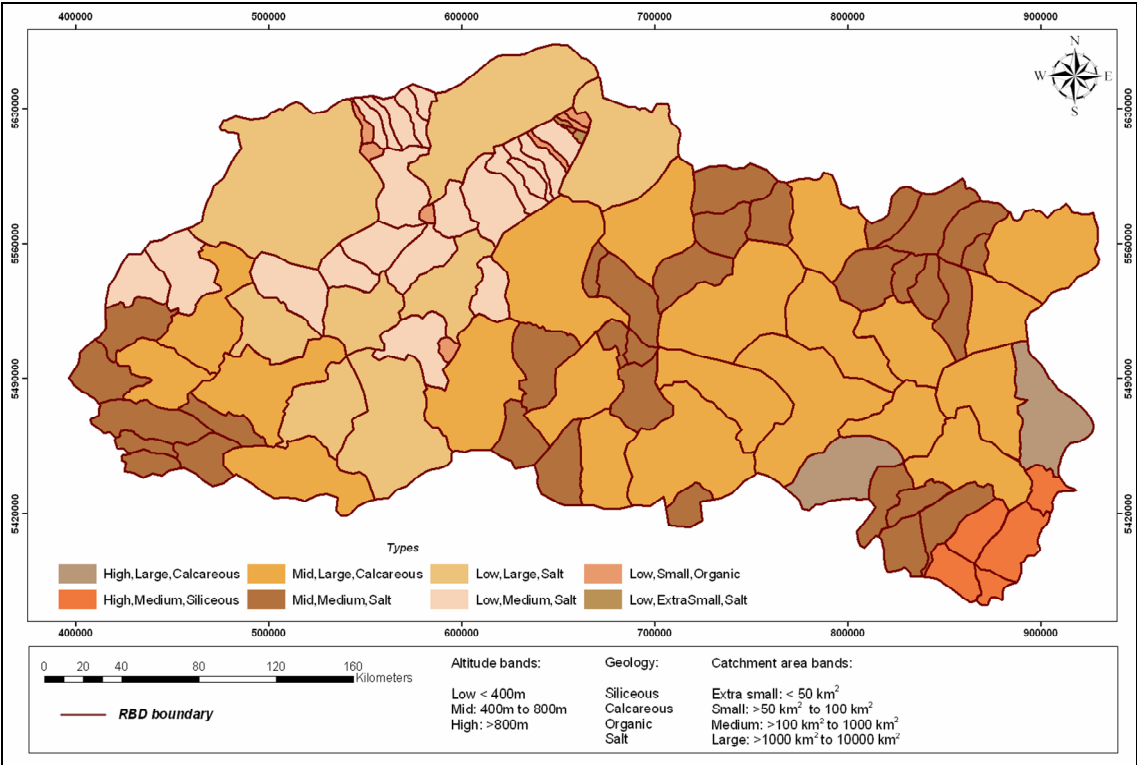 400000 500000 600000 700000 800000 900000
N
W E
S
5630000 5630000
5560000 5560000
5490000 5490000
5420000 5420000
Types
High,Large,Calcareous Mid,Large,Calcareous Low,Large,Salt Low,Small,Organic
High,Medium,Siliceous Mid,Medium,Salt Low,Medium,Salt Low,ExtraSmall,Salt
400000 500000 600000 700000 800000 900000
0 20 40 80 120 160
Kilometers
RBD boundary
Altitude bands:
Low < 400m
Mid: 400m to 800m
High: >800m
Geology:
Siliceous
Calcareous
Organic
Salt
Catchment area bands:
Extra small: < 50 km²
Small: >50 km² to 100 km²
Medium: >100 km² to 1000 km²
Large: >1000 km² to 10000 km²